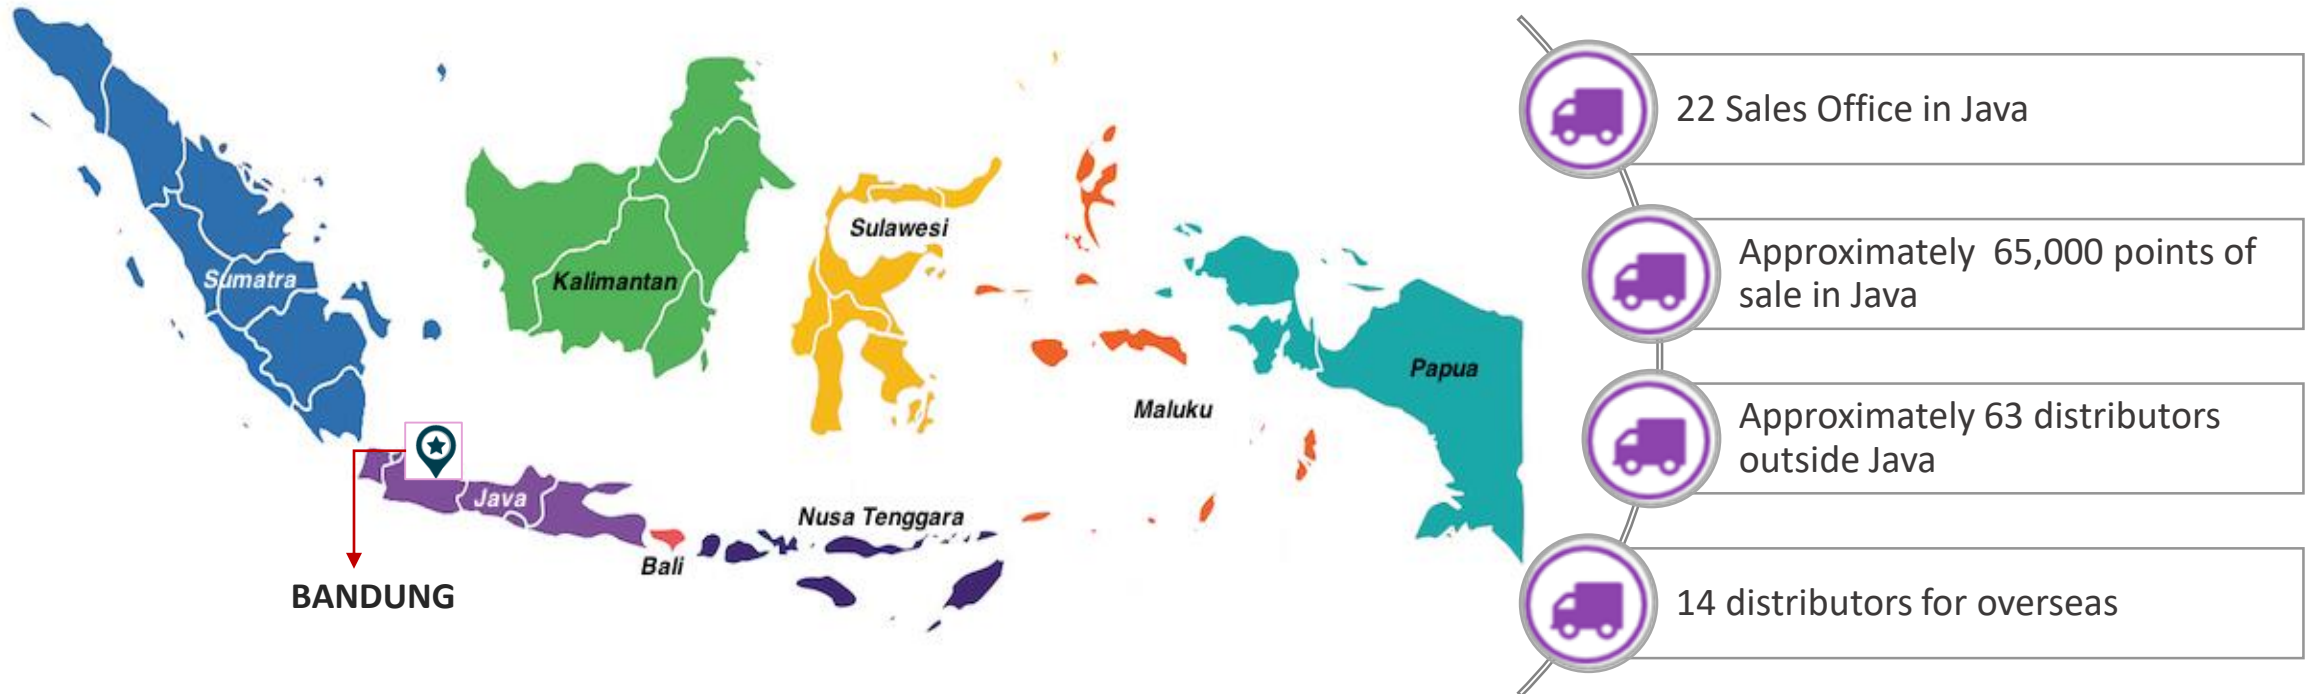 Sumatra
Kalimantan
Sulawesi
Maluku
Papua
Java
Bali
Nusa Tenggara
BANDUNG
22 Sales Office in Java
Approximately  65,000 points of
sale in Java
Approximately 63 distributors
outside Java
14 distributors for overseas